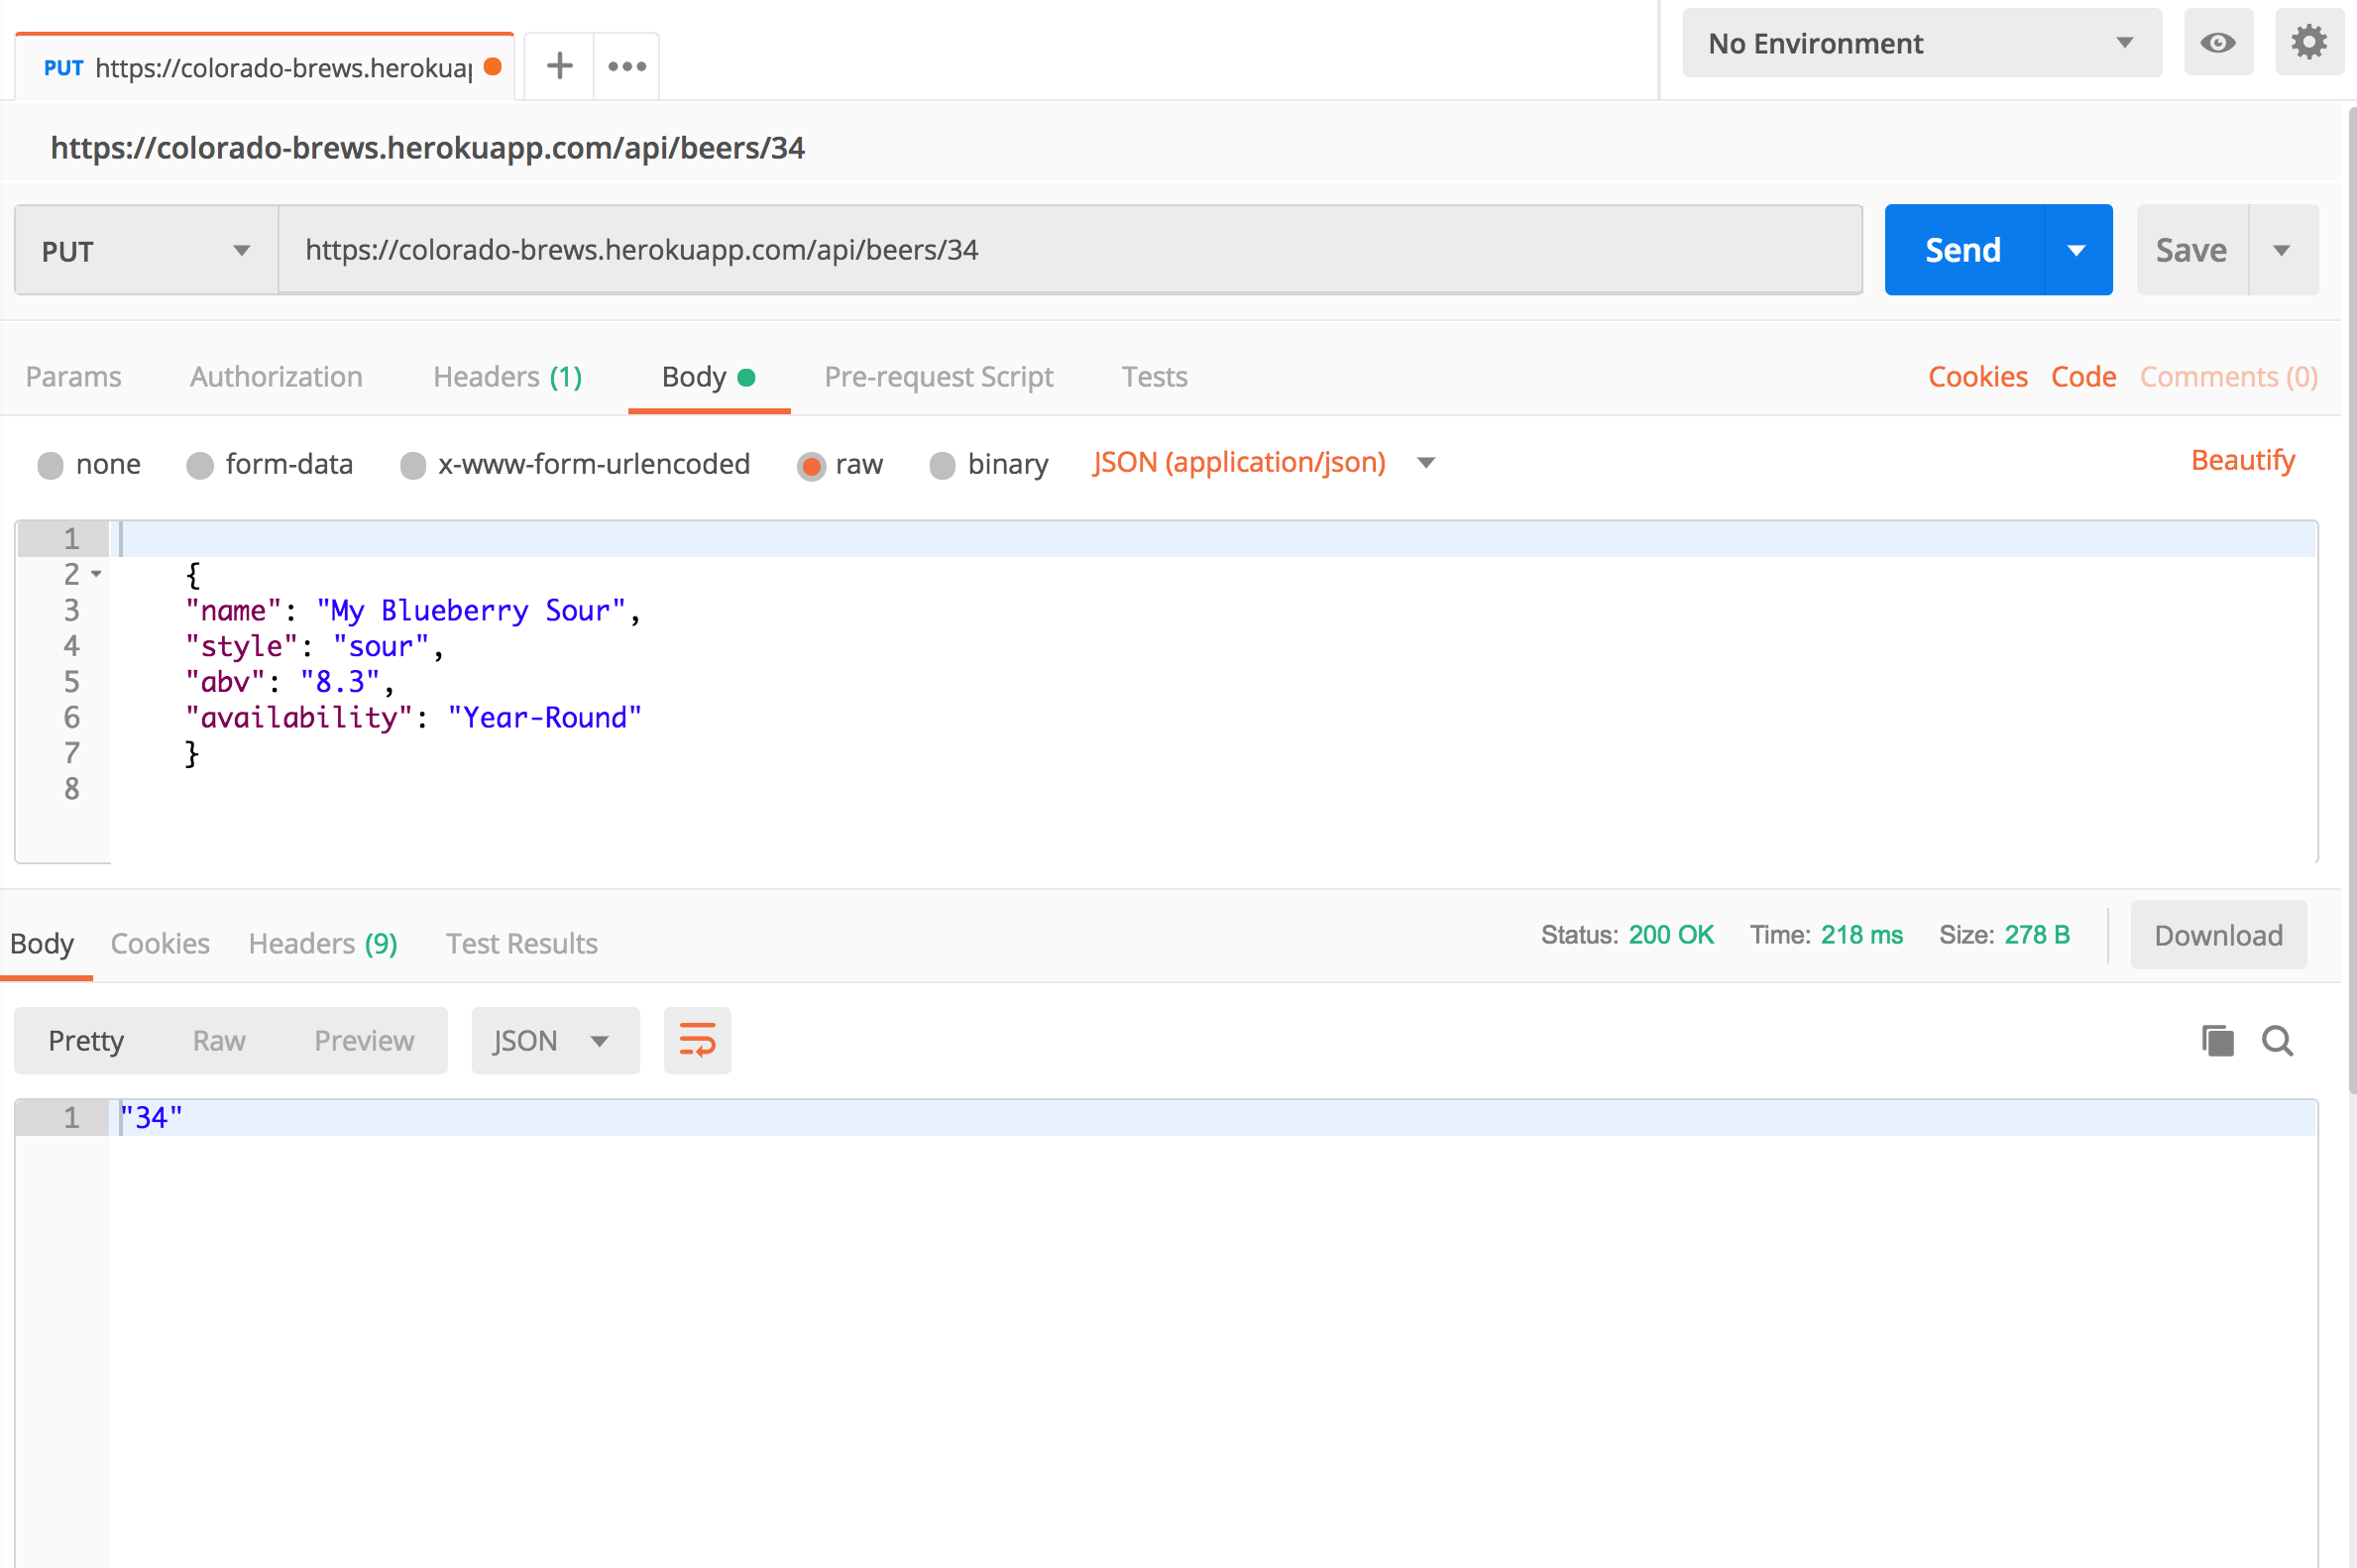 PUT https://colorado-brews.herokuap
No Environment
https://colorado-brews.herokuapp.com/api/beers/34
PUT https://colorado-brews.herokuapp.com/api/beers/34 Send Save
Params Authorization Headers (1) Body Pre-request Script Tests Cookies Code Comments (0)
none form-data x-www-form-urlencoded raw binary JSON (application/json) Beautify
1
2 {
3 "name": "My Blueberry Sour",
4 "style": "sour",
5 "abv": "8.3",
6 "availability": "Year-Round"
7 }
8
Body Cookies Headers (9) Test Results Status: 200 OK Time: 218 ms Size: 278 B Download
Pretty Raw Preview JSON
1 "34"